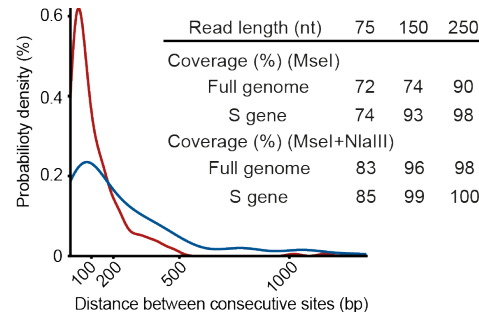 0.6
0.4
0.2
0
Probabilioty density (%)
Read length (nt) 75 150 250
Coverage (%) (MseI)
Full genome 72 74 90
S gene 74 93 98
Coverage (%) (MseI+NlaIII)
Full genome 83 96 98
S gene 85 99 100
100 200 500 1000
Distance between consecutive sites (bp)